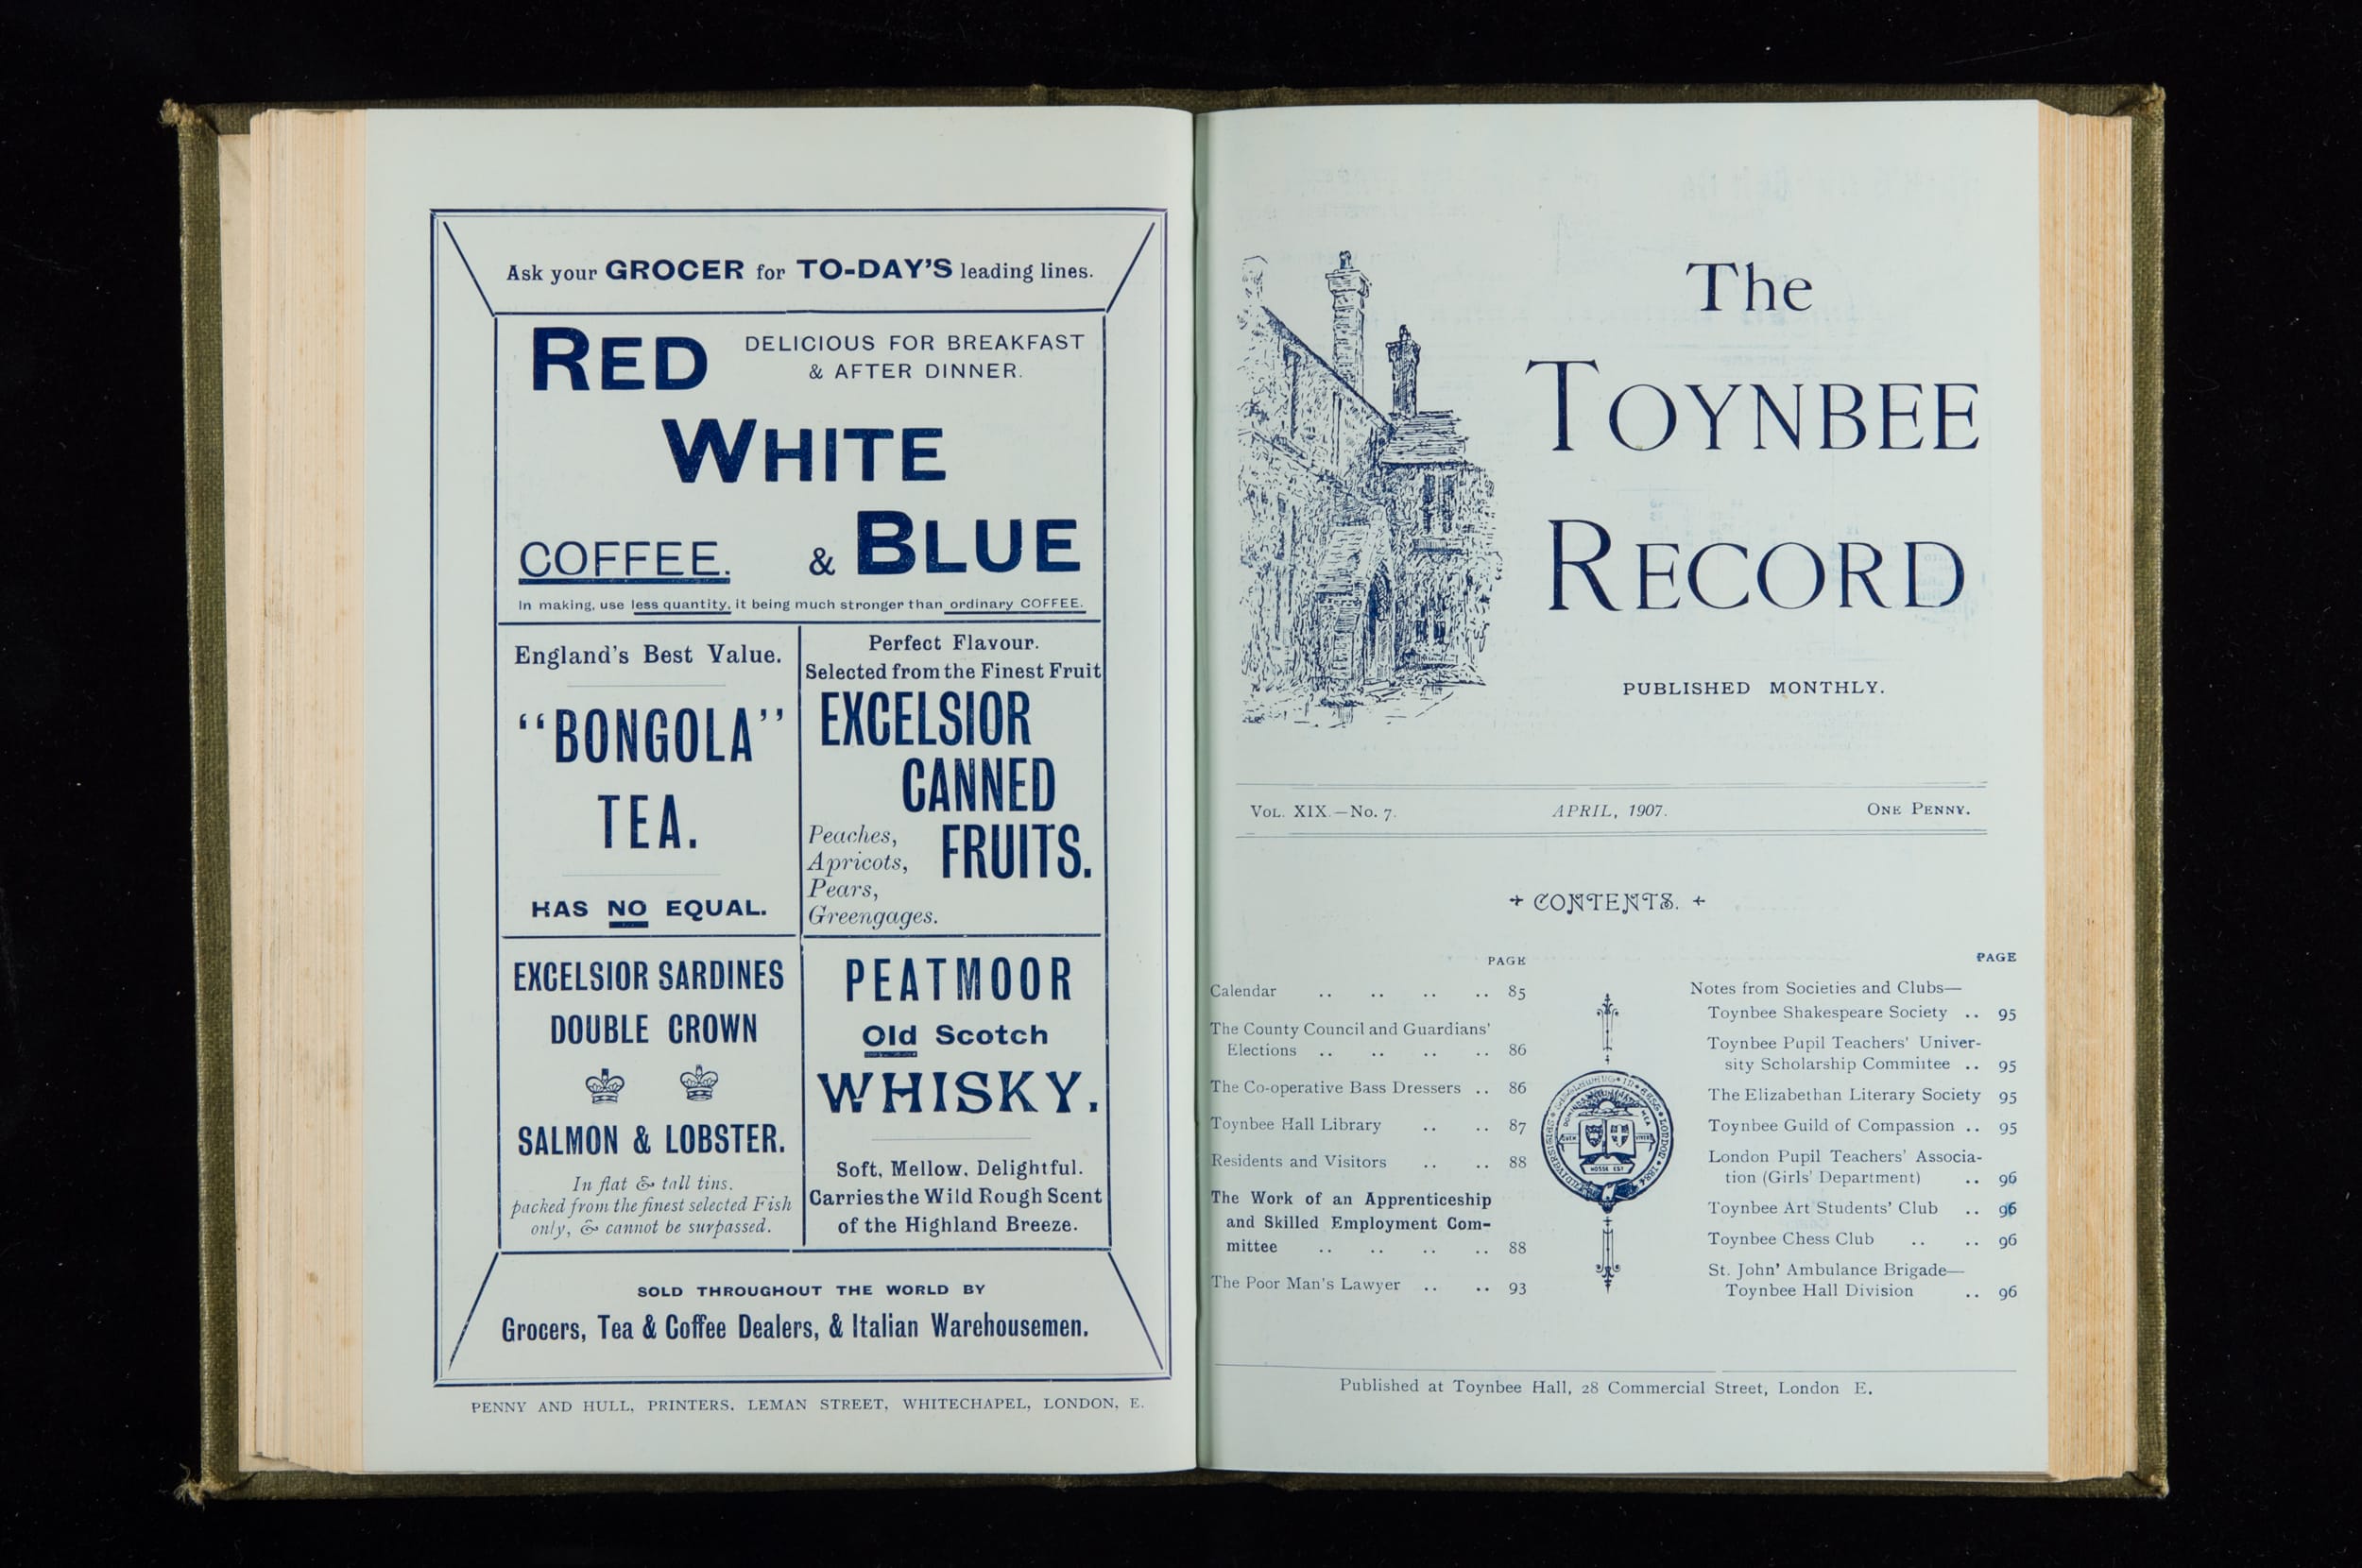 Ask your GROCER for TO-DAY'S leading lines.
RED
DELICIOUS FOR BREAKFAST
& AFTER DINNER.
WHITE
COFFEE. & BLUE
In making, use less quantity, it being much stronger than ordinary COFFEE.
England's Best Value.
"BONGOLA"
TEA.
HAS NO EQUAL.
Perfect Flavour.
Selected from the Finest Fruit
EXCELSIOR
CANNED
FRUITS.
Peaches,
Apricots,
Pears,
Greengages.
EXCELSIOR SARDINES
DOUBLE CROWN
SALMON & LOBSTER.
In flat & tall tins.
packed from the finest selected Fish
only, & cannot be surpassed.
PEATMOOR
Old Scotch
WHISKY.
Soft, Mellow, Delightful.
Carries the Wild Rough Scent
of the Highland Breeze.
SOLD THROUGHOUT THE WORLD BY
Grocers, Tea & Coffee Dealers, & Italian Warehousemen.
PENNY AND HULL, PRINTERS, LEMAN STREET, WHITECHAPEL, LONDON, E.
The
TOYNBEE
RECORD
PUBLISHED MONTHLY.
VOL. XIX.—No. 7. APRIL, 1907. ONE PENNY.
CONTENTS.
PAGE
Calendar .. .. .. .. 85
The County Council and Guardians'
Elections .. .. .. .. 86
The Co-operative Bass Dressers .. 86
Toynbee Hall Library .. .. 87
Residents and Visitors .. .. 88
The Work of an Apprenticeship
and Skilled Employment Com-
mittee .. .. .. .. 88
The Poor Man's Lawyer .. .. 93
PAGE
Notes from Societies and Clubs—
Toynbee Shakespeare Society .. 95
Toynbee Pupil Teachers' Univer-
sity Scholarship Committee .. 95
The Elizabethan Literary Society 95
Toynbee Guild of Compassion .. 95
London Pupil Teachers' Associa-
tion (Girls' Department) .. 96
Toynbee Art Students' Club .. 96
Toynbee Chess Club .. .. 96
St. John' Ambulance Brigade—
Toynbee Hall Division .. 96
Published at Toynbee Hall, 28 Commercial Street, London E.